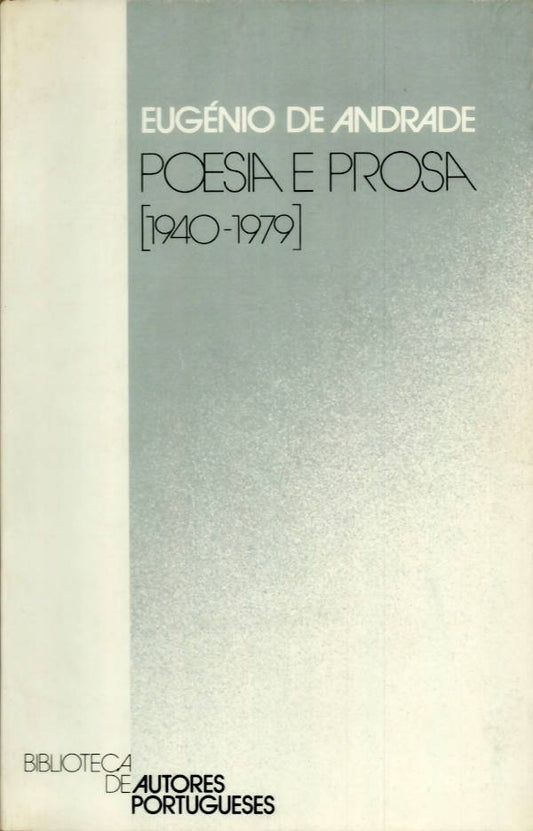 EUGÉNIO DE ANDRADE
POESIA E PROSA
[1940-1979]
BIBLIOTECA
DE AUTORES
PORTUGUESES